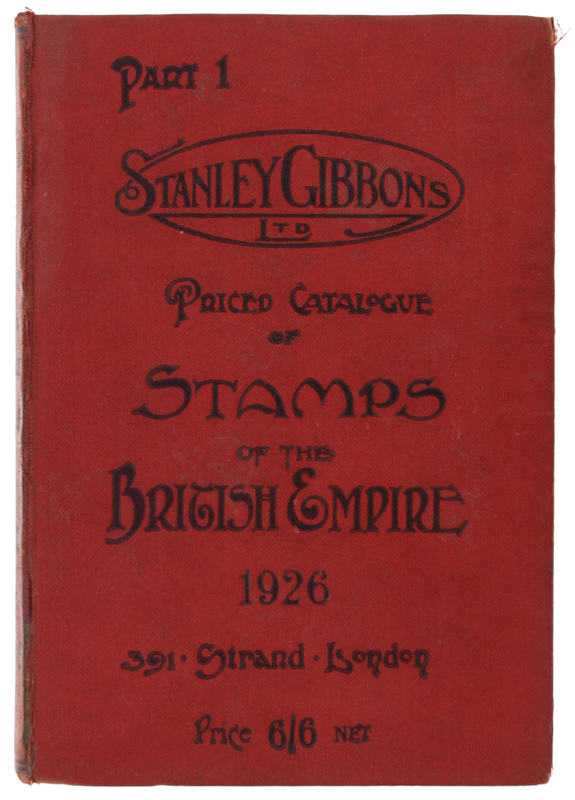 PART 1
STANLEY GIBBONS
LTD
PRICED CATALOGUE
OF
STAMPS
OF THE
BRITISH EMPIRE
1926
391 · Strand · London
Price 6/6 NET